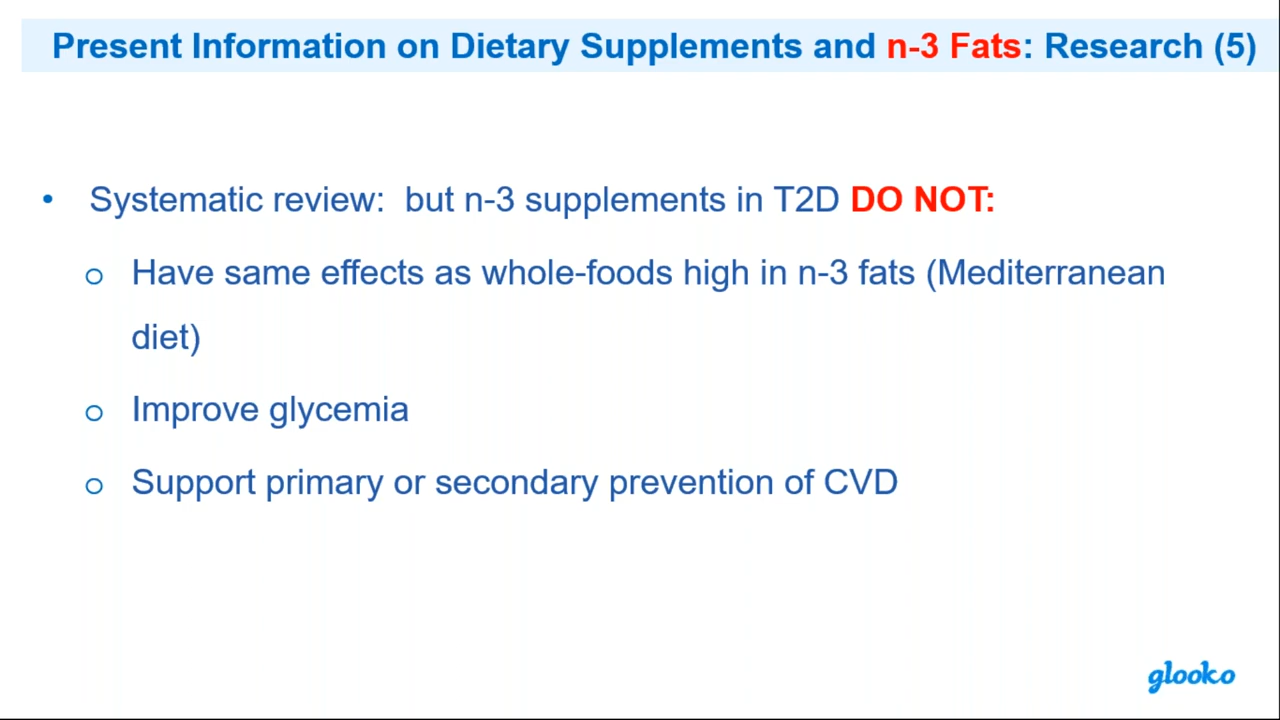 Present Information on Dietary Supplements and n-3 Fats: Research (5)
• Systematic review:  but n-3 supplements in T2D DO NOT:
o Have same effects as whole-foods high in n-3 fats (Mediterranean
diet)
o Improve glycemia
o Support primary or secondary prevention of CVD
glooko